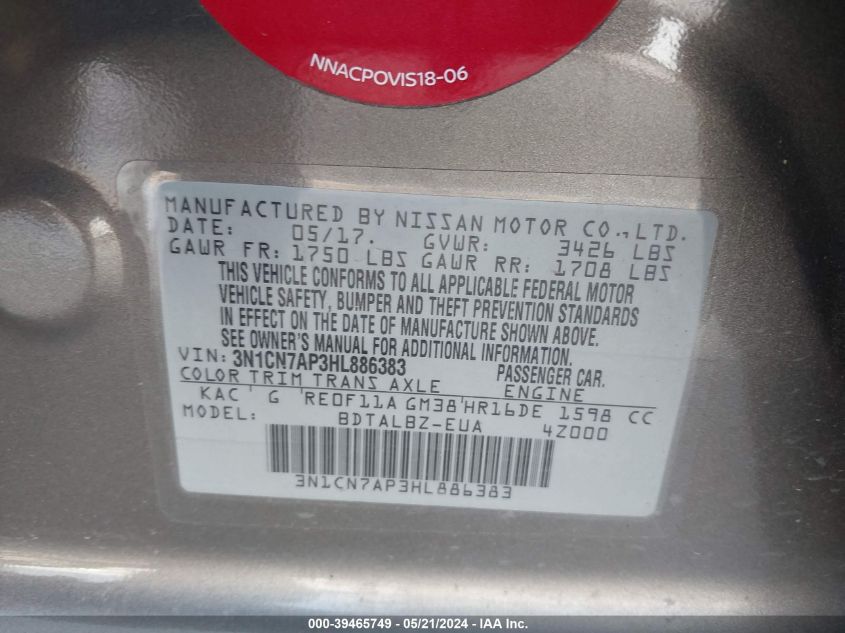 NNACPOVIS18-06
MANUFACTURED BY NISSAN MOTOR CO., LTD.
DATE: 05/17. GVWR: 3426 LBS
GAWR FR: 1750 LBS GAWR RR: 1708 LBS
THIS VEHICLE CONFORMS TO ALL APPLICABLE FEDERAL MOTOR
VEHICLE SAFETY, BUMPER AND THEFT PREVENTION STANDARDS
IN EFFECT ON THE DATE OF MANUFACTURE SHOWN ABOVE.
SEE OWNER'S MANUAL FOR ADDITIONAL INFORMATION.
VIN: 3N1CN7AP3HL886383 PASSENGER CAR.
COLOR TRIM TRANS AXLE ENGINE
KAC ' G 'RE0F11A GM38'HR16DE 1598 CC
MODEL: BDTALBZ-EUA 4Z000
3N1CN7AP3HL886383
000-39465749 - 05/21/2024 - IAA Inc.